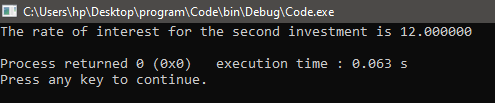 C:\Users\hp\Desktop\program\Code\bin\Debug\Code.exe
The rate of interest for the second investment is 12.000000
Process returned 0 (0x0)   execution time : 0.063 s
Press any key to continue.